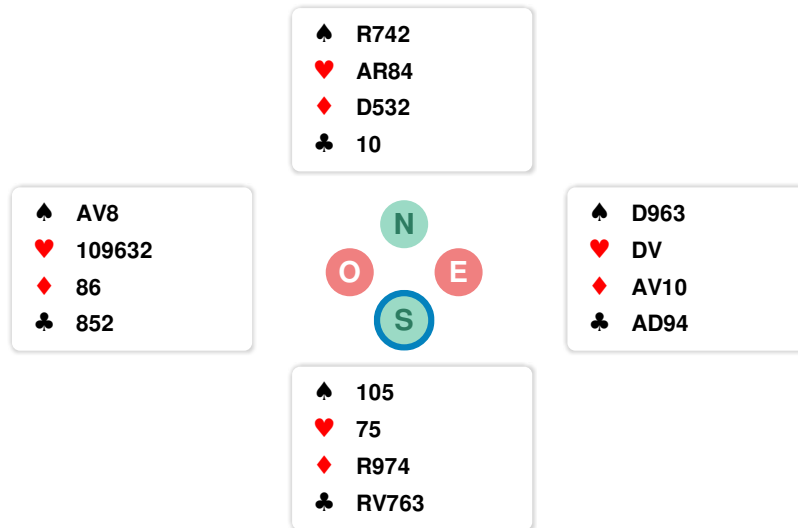 ♠ R742
♥ AR84
♦ D532
♣ 10
♠ AV8
♥ 109632
♦ 86
♣ 852
N
O E
S
♠ D963
♥ DV
♦ AV10
♣ AD94
♠ 105
♥ 75
♦ R974
♣ RV763